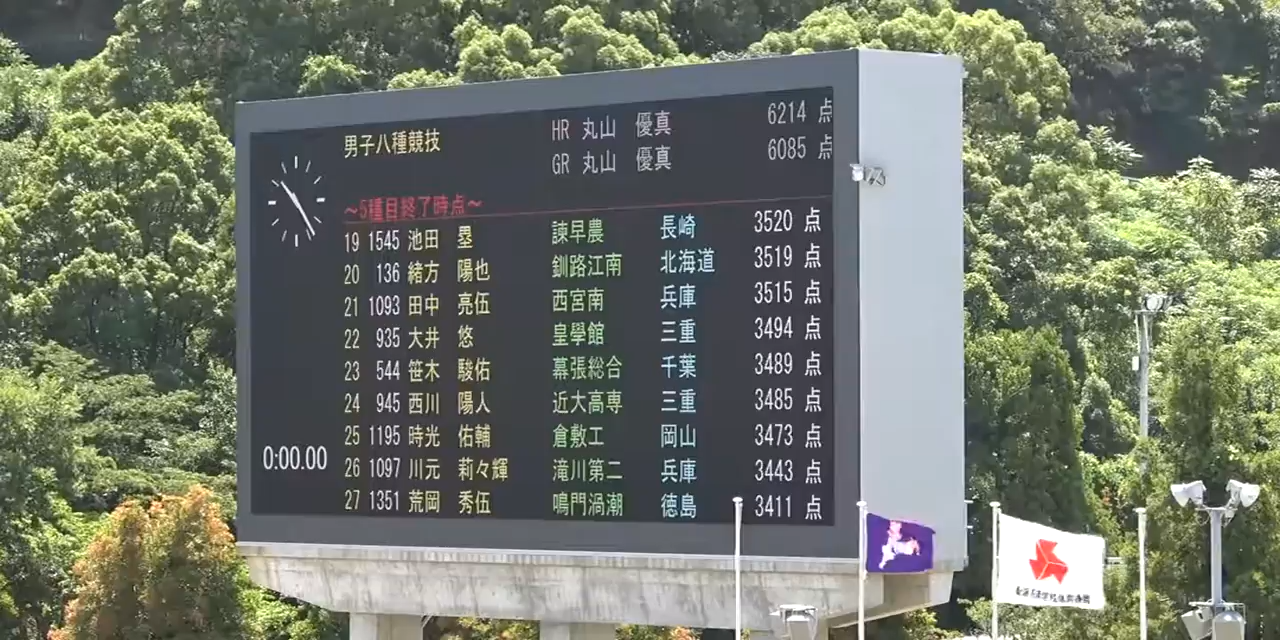 男子八種競技 HR 丸山 優真 6214 点
GR 丸山 優真 6085 点
～5種目終了時点～
19 1545 池田 塁 諫早農 長崎 3520 点
20 136 緒方 陽也 釧路江南 北海道 3519 点
21 1093 田中 亮伍 西宮南 兵庫 3515 点
22 935 大井 悠 皇學館 三重 3494 点
23 544 笹木 駿佑 幕張総合 千葉 3489 点
24 945 西川 陽人 近大高専 三重 3485 点
25 1195 時光 佑輔 倉敷工 岡山 3473 点
26 1097 川元 莉々輝 滝川第二 兵庫 3443 点
27 1351 荒岡 秀伍 鳴門渦潮 徳島 3411 点
0:00.00